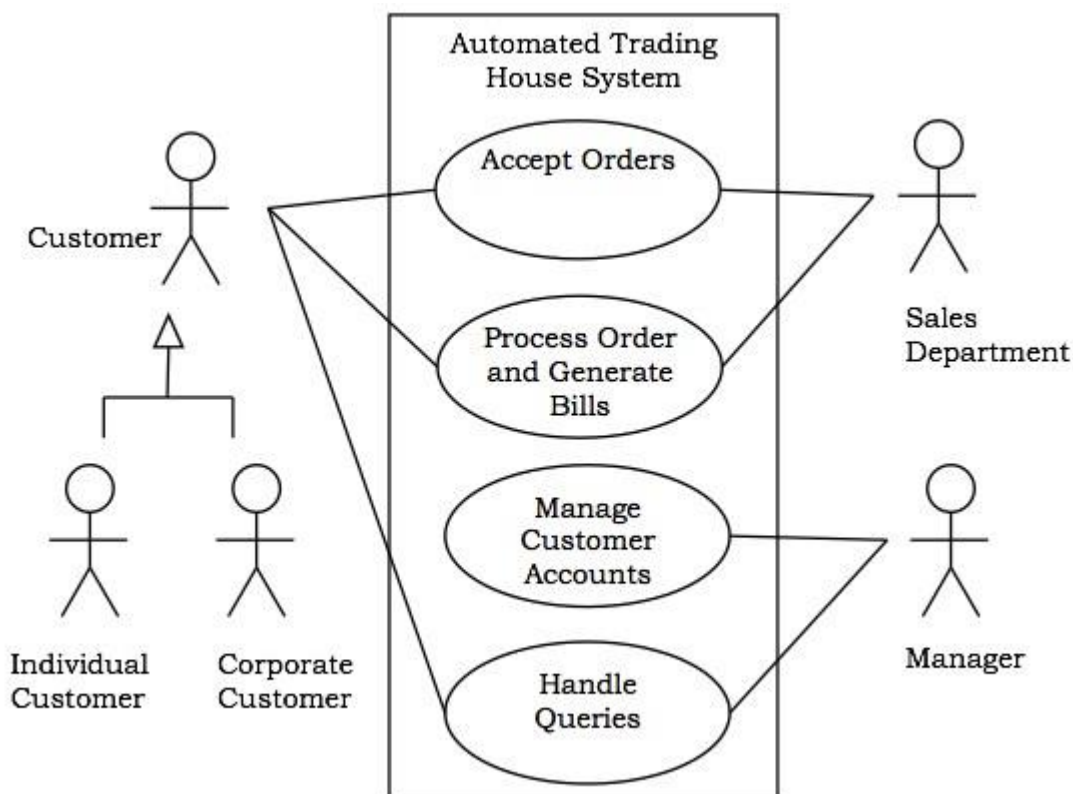 Automated Trading
House System
Accept Orders
Customer
Process Order
and Generate
Bills
Sales
Department
Manage
Customer
Accounts
Individual
Customer
Corporate
Customer
Handle
Queries
Manager